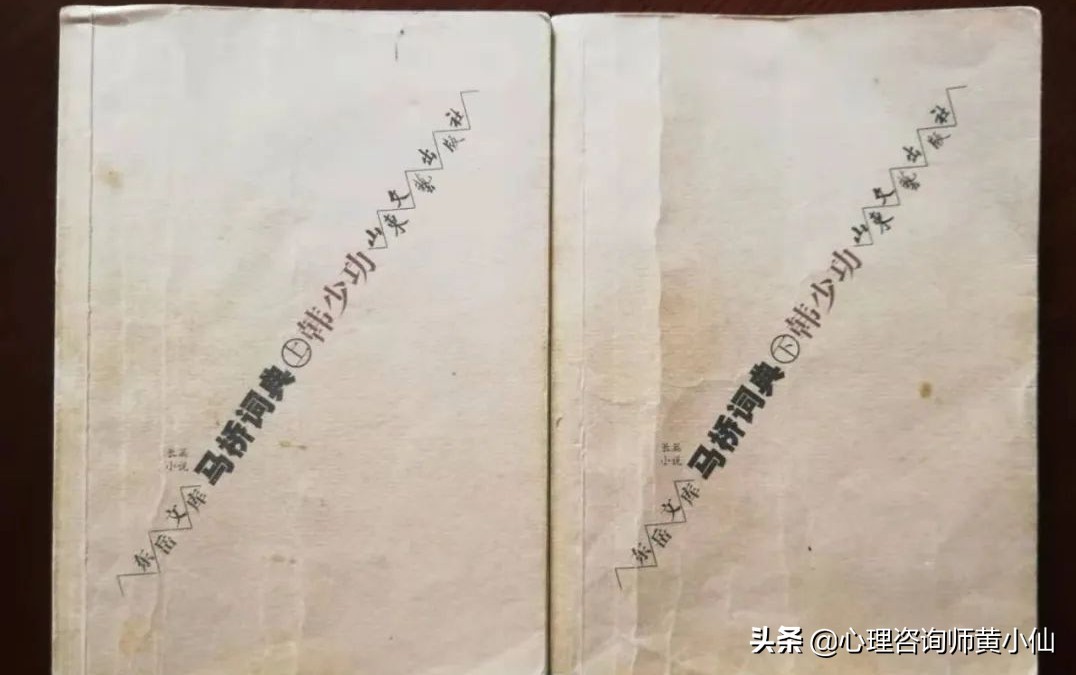 东岳文库
长篇
小说
马桥词典上韩少功
山东文艺出版社
东岳文库
长篇
小说
马桥词典下韩少功
山东文艺出版社
头条 @心理咨询师黄小仙